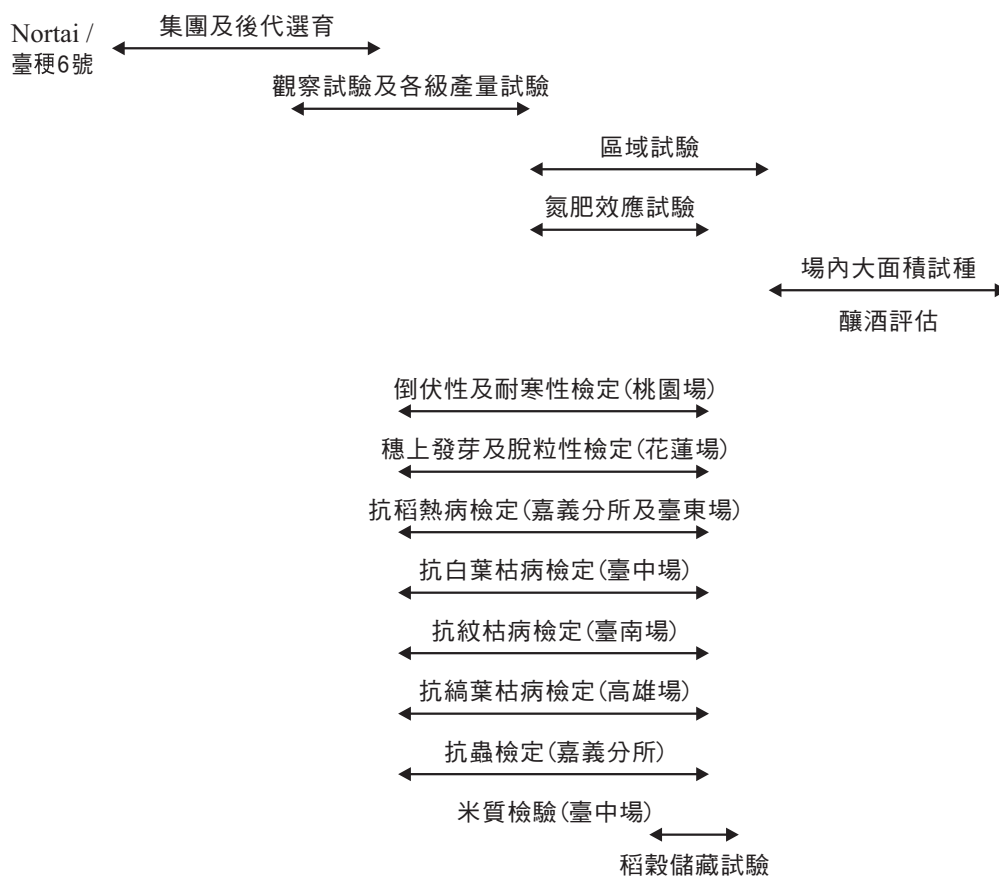 Nortai /
臺稉6號
集團及後代選育
觀察試驗及各級產量試驗
區域試驗
氮肥效應試驗
場內大面積試種
釀酒評估
倒伏性及耐寒性檢定(桃園場)
穗上發芽及脫粒性檢定(花蓮場)
抗稻熱病檢定(嘉義分所及臺東場)
抗白葉枯病檢定(臺中場)
抗紋枯病檢定(臺南場)
抗縞葉枯病檢定(高雄場)
抗蟲檢定(嘉義分所)
米質檢驗(臺中場)
稻穀儲藏試驗